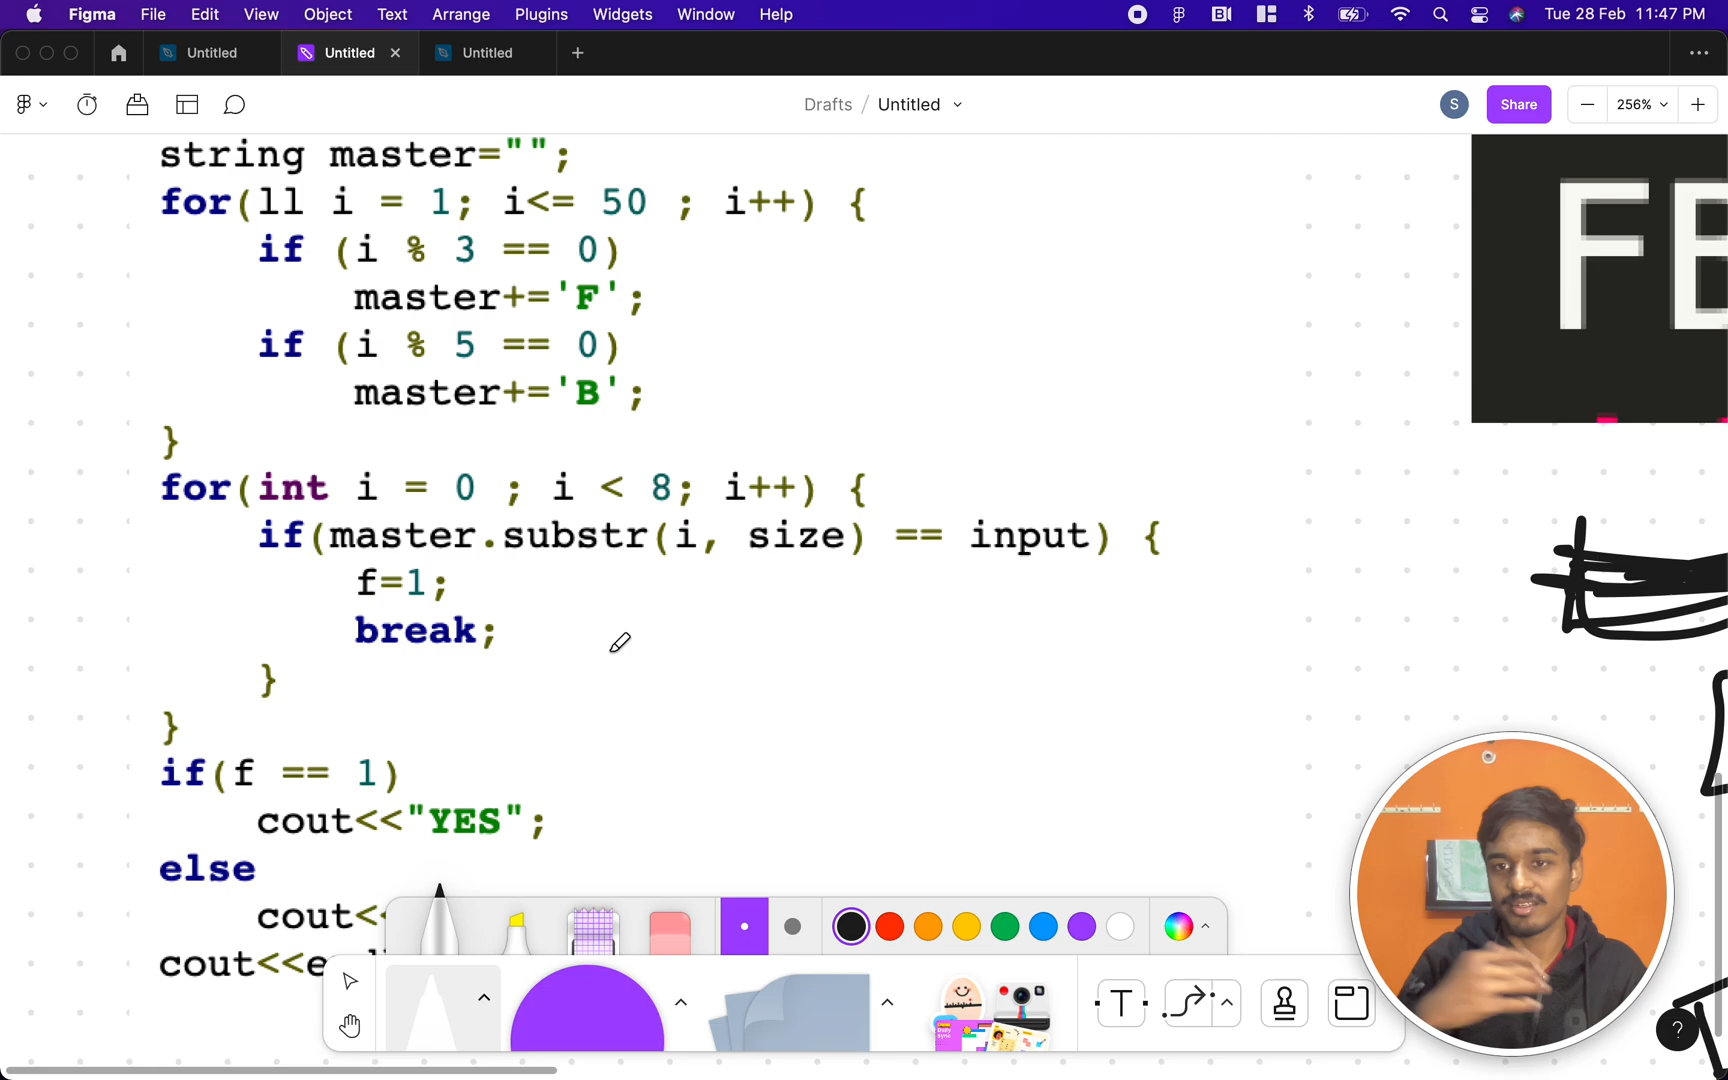 Figma File Edit View Object Text Arrange Plugins Widgets Window Help Tue 28 Feb 11:47 PM
Untitled Untitled Untitled
Drafts / Untitled S Share 256%
string master="";
for(ll i = 1; i<= 50 ; i++) {
if (i % 3 == 0)
master+='F';
if (i % 5 == 0)
master+='B';
}
for(int i = 0 ; i < 8; i++) {
if(master.substr(i, size) == input) {
f=1;
break;
}
}
if(f == 1)
cout<<"YES";
else
cout<
cout<<e
T
?